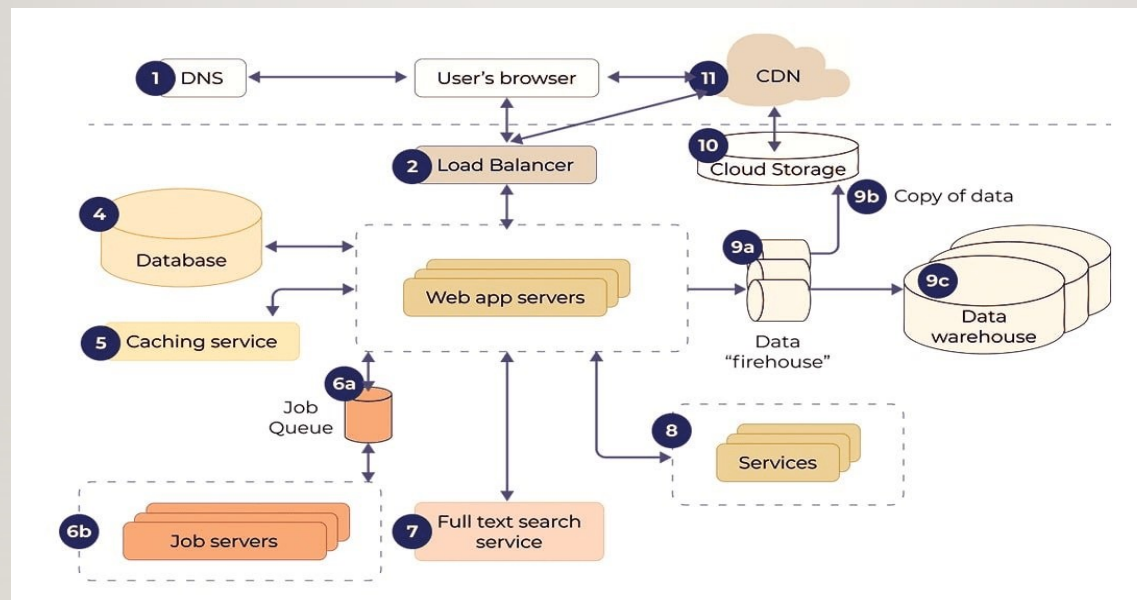 1 DNS
User's browser
11 CDN
2 Load Balancer
10
Cloud Storage
9b Copy of data
4
Database
Web app servers
9a
9c
Data
warehouse
Data
“firehouse”
5 Caching service
6a
Job
Queue
8
Services
6b Job servers
7 Full text search
service